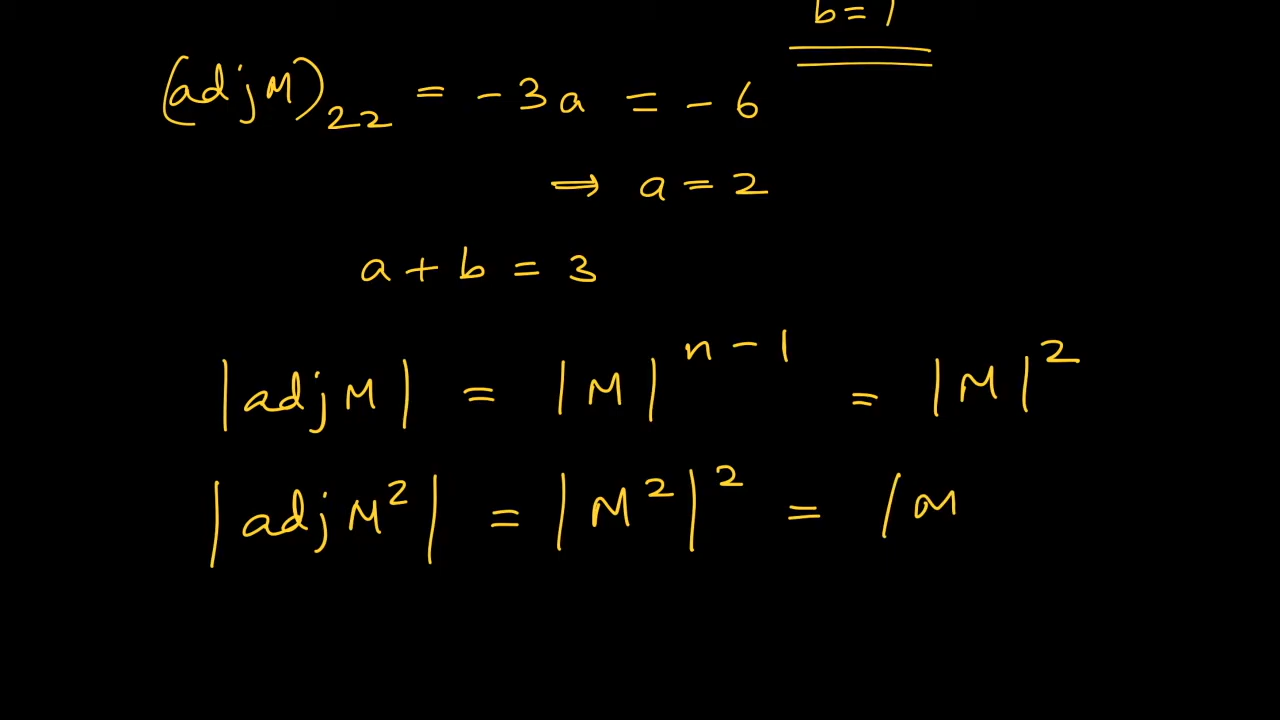 b = 1
(adj M)₂₂ = - 3a = - 6
⇒ a = 2
a + b = 3
|adj M| = |M|ⁿ⁻¹ = |M|²
|adj M²| = |M²|² = |M